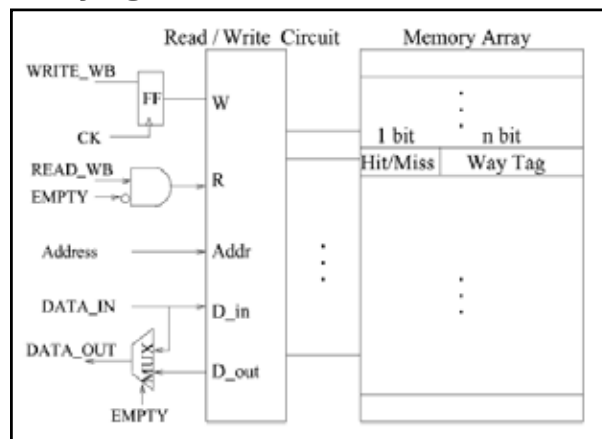 Read / Write Circuit
Memory Array
WRITE_WB
FF
W
CK
1 bit
n bit
READ_WB
EMPTY
R
Hit/Miss
Way Tag
Address
Addr
DATA_IN
D_in
DATA_OUT
MUX
D_out
EMPTY